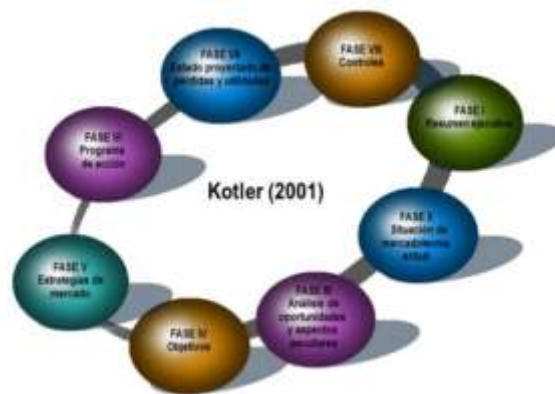 FASE VII
Estado proyectado de
pérdidas y utilidades
FASE VIII
Controles
FASE I
Resumen ejecutivo
FASE II
Situación de
mercadotecnia
actual
FASE III
Análisis de
oportunidades
y aspectos
FASE IV
Objetivos
FASE V
Estrategias de
mercado
FASE VI
Programa
de acción
Kotler (2001)